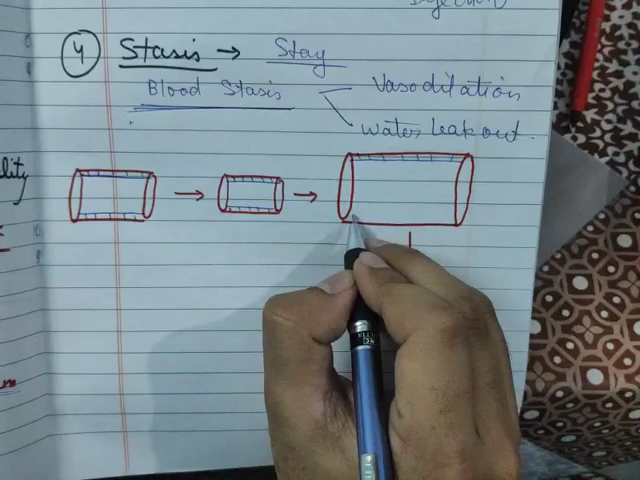 4 Stasis → Stay
Blood Stasis
Vasodilation
water leak out.